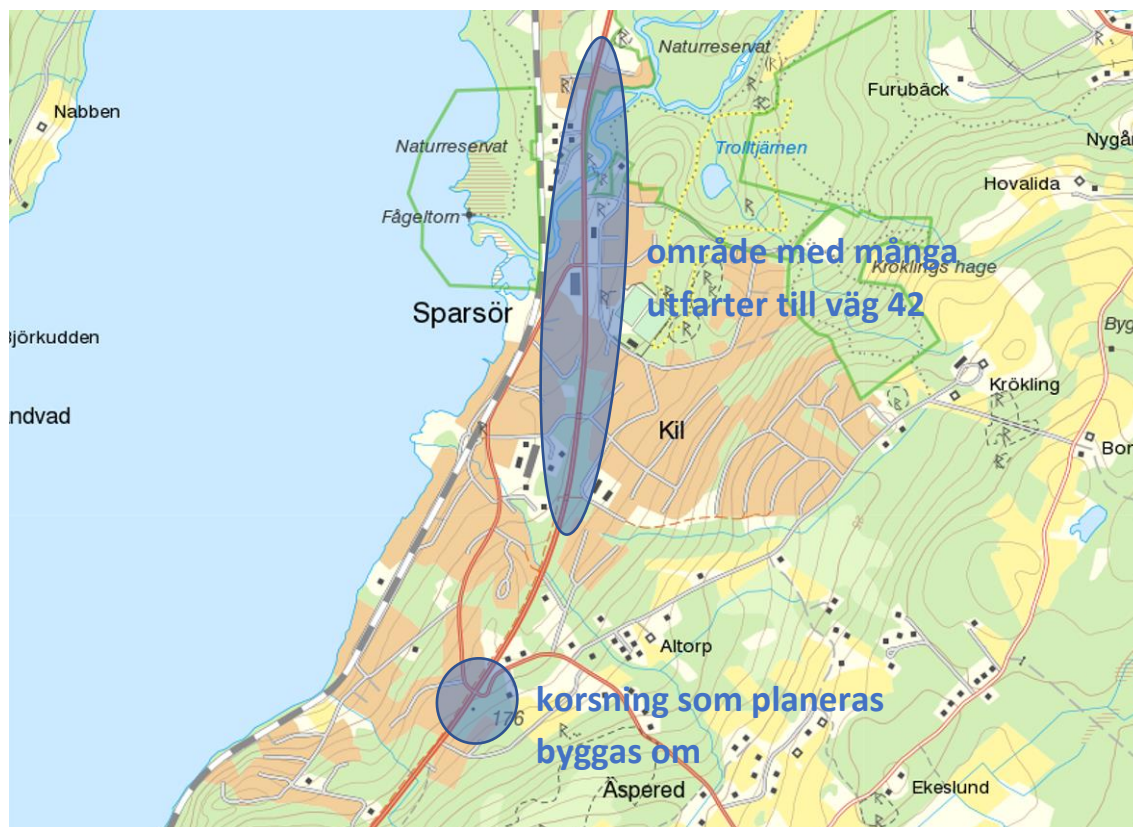 Naturreservat
Furubäck
Nabben
Nygår
Naturreservat
Trolltjärnen
Hovalida
Fågeltorn
område med många
Kröklings hage
utfarter till väg 42
Sparsör
Byg
Björkudden
Krökling
ndvad
Kil
Bor
Altorp
korsning som planeras
176
byggas om
Äspered
Ekeslund